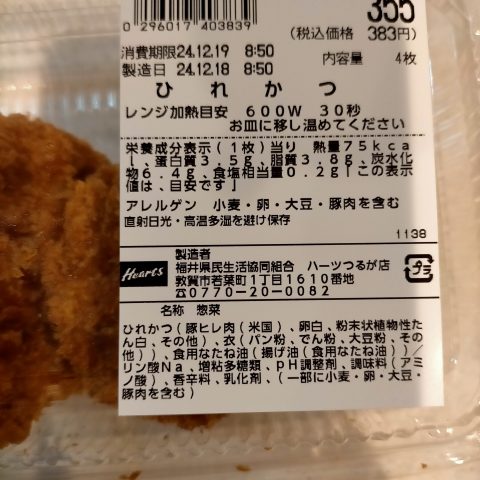 0 296017 403839
355
(税込価格 383円)
消費期限24.12.19 8:50
製造日 24.12.18 8:50
内容量 4枚
ひれかつ
レンジ加熱目安 600W 30秒
お皿に移し温めてください
栄養成分表示(1枚)当り 熱量75kca
l、蛋白質3.5g、脂質3.8g、炭水化
物6.4g、食塩相当量0.2g「この表示
値は、目安です」
アレルゲン 小麦・卵・大豆・豚肉を含む
直射日光・高温多湿を避け保存
1138
製造者
Hearts
福井県民生活協同組合 ハーツつるが店
敦賀市若葉町1丁目1610番地
☎0770-20-0082
プラ
名称 惣菜
ひれかつ(豚ヒレ肉(米国)、卵白、粉末状植物性た
ん白、その他)、衣(パン粉、でん粉、大豆粉、その
他))、食用なたね油(揚げ油(食用なたね油))/
リン酸Na、増粘多糖類、pH調整剤、調味料(アミ
ノ酸)、香辛料、乳化剤、(一部に小麦・卵・大豆・
豚肉を含む)